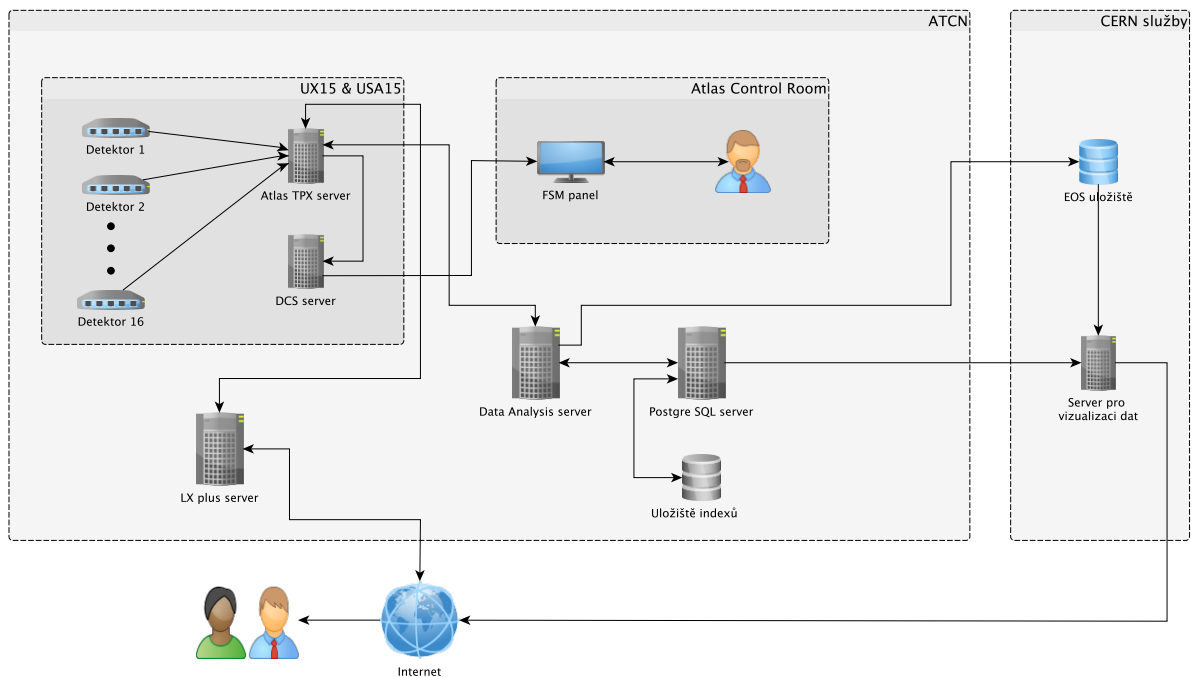 ATCN
CERN služby
UX15 & USA15
Atlas Control Room
Detektor 1
Atlas TPX server
FSM panel
EOS uložiště
Detektor 2
DCS server
Detektor 16
Data Analysis server
Postgre SQL server
Server pro
vizualizaci dat
LX plus server
Uložiště indexů
Internet